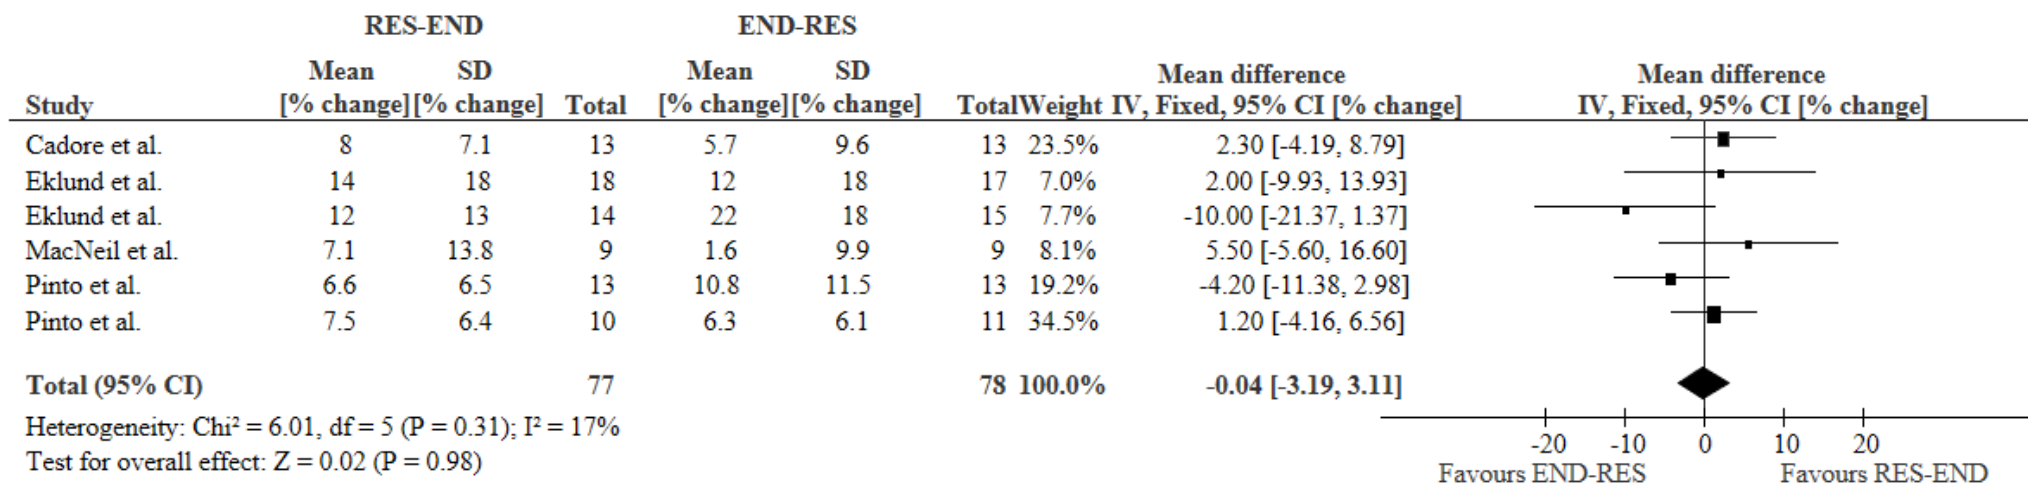 RES-END END-RES
Mean SD Mean SD Mean difference Mean difference
Study [% change] [% change] Total [% change] [% change] Total Weight IV, Fixed, 95% CI [% change] IV, Fixed, 95% CI [% change]
Cadore et al. 8 7.1 13 5.7 9.6 13 23.5% 2.30 [-4.19, 8.79]
Eklund et al. 14 18 18 12 18 17 7.0% 2.00 [-9.93, 13.93]
Eklund et al. 12 13 14 22 18 15 7.7% -10.00 [-21.37, 1.37]
MacNeil et al. 7.1 13.8 9 1.6 9.9 9 8.1% 5.50 [-5.60, 16.60]
Pinto et al. 6.6 6.5 13 10.8 11.5 13 19.2% -4.20 [-11.38, 2.98]
Pinto et al. 7.5 6.4 10 6.3 6.1 11 34.5% 1.20 [-4.16, 6.56]
Total (95% CI) 77 78 100.0% -0.04 [-3.19, 3.11]
Heterogeneity: Chi² = 6.01, df = 5 (P = 0.31); I² = 17%
Test for overall effect: Z = 0.02 (P = 0.98)
-20 -10 0 10 20
Favours END-RES Favours RES-END